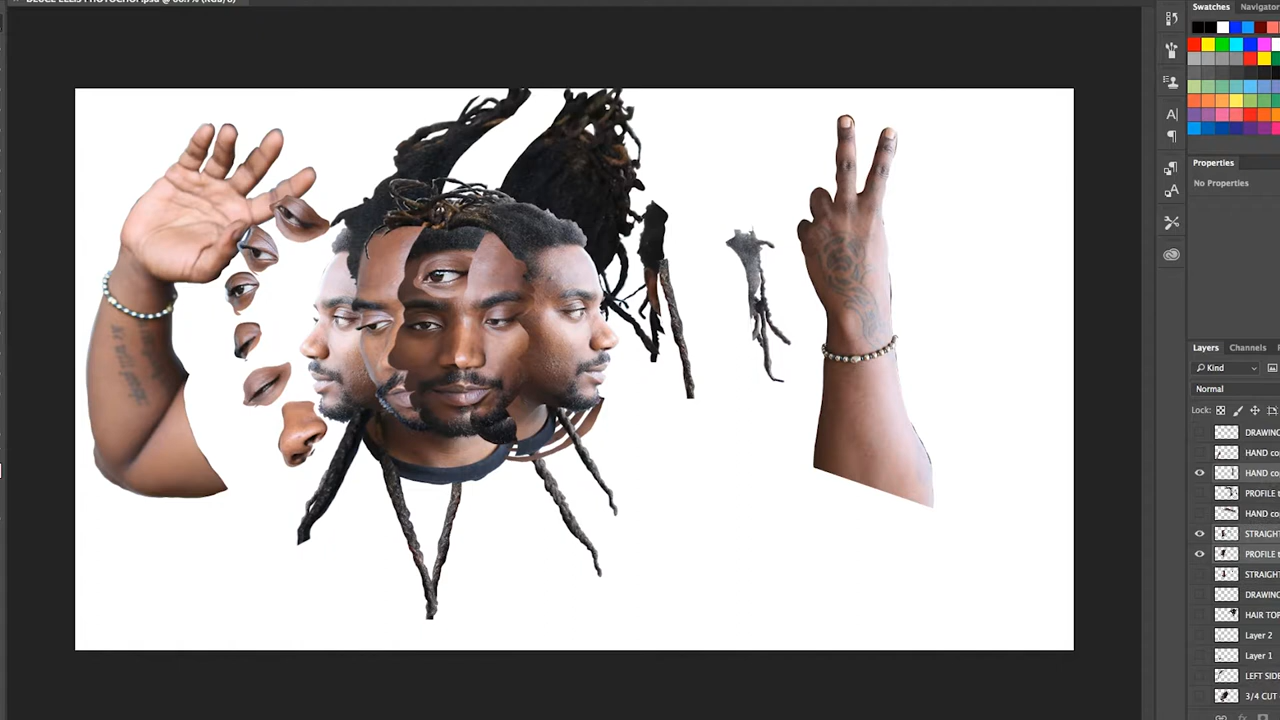 Swatches Navigator
Properties
No Properties
Layers Channels
Kind
Normal
Lock:
DRAWING
HAND co
HAND co
PROFILE t
HAND co
STRAIGHT
PROFILE t
STRAIGHT
DRAWING
HAIR TOP
Layer 2
Layer 1
LEFT SIDE
3/4 CUT